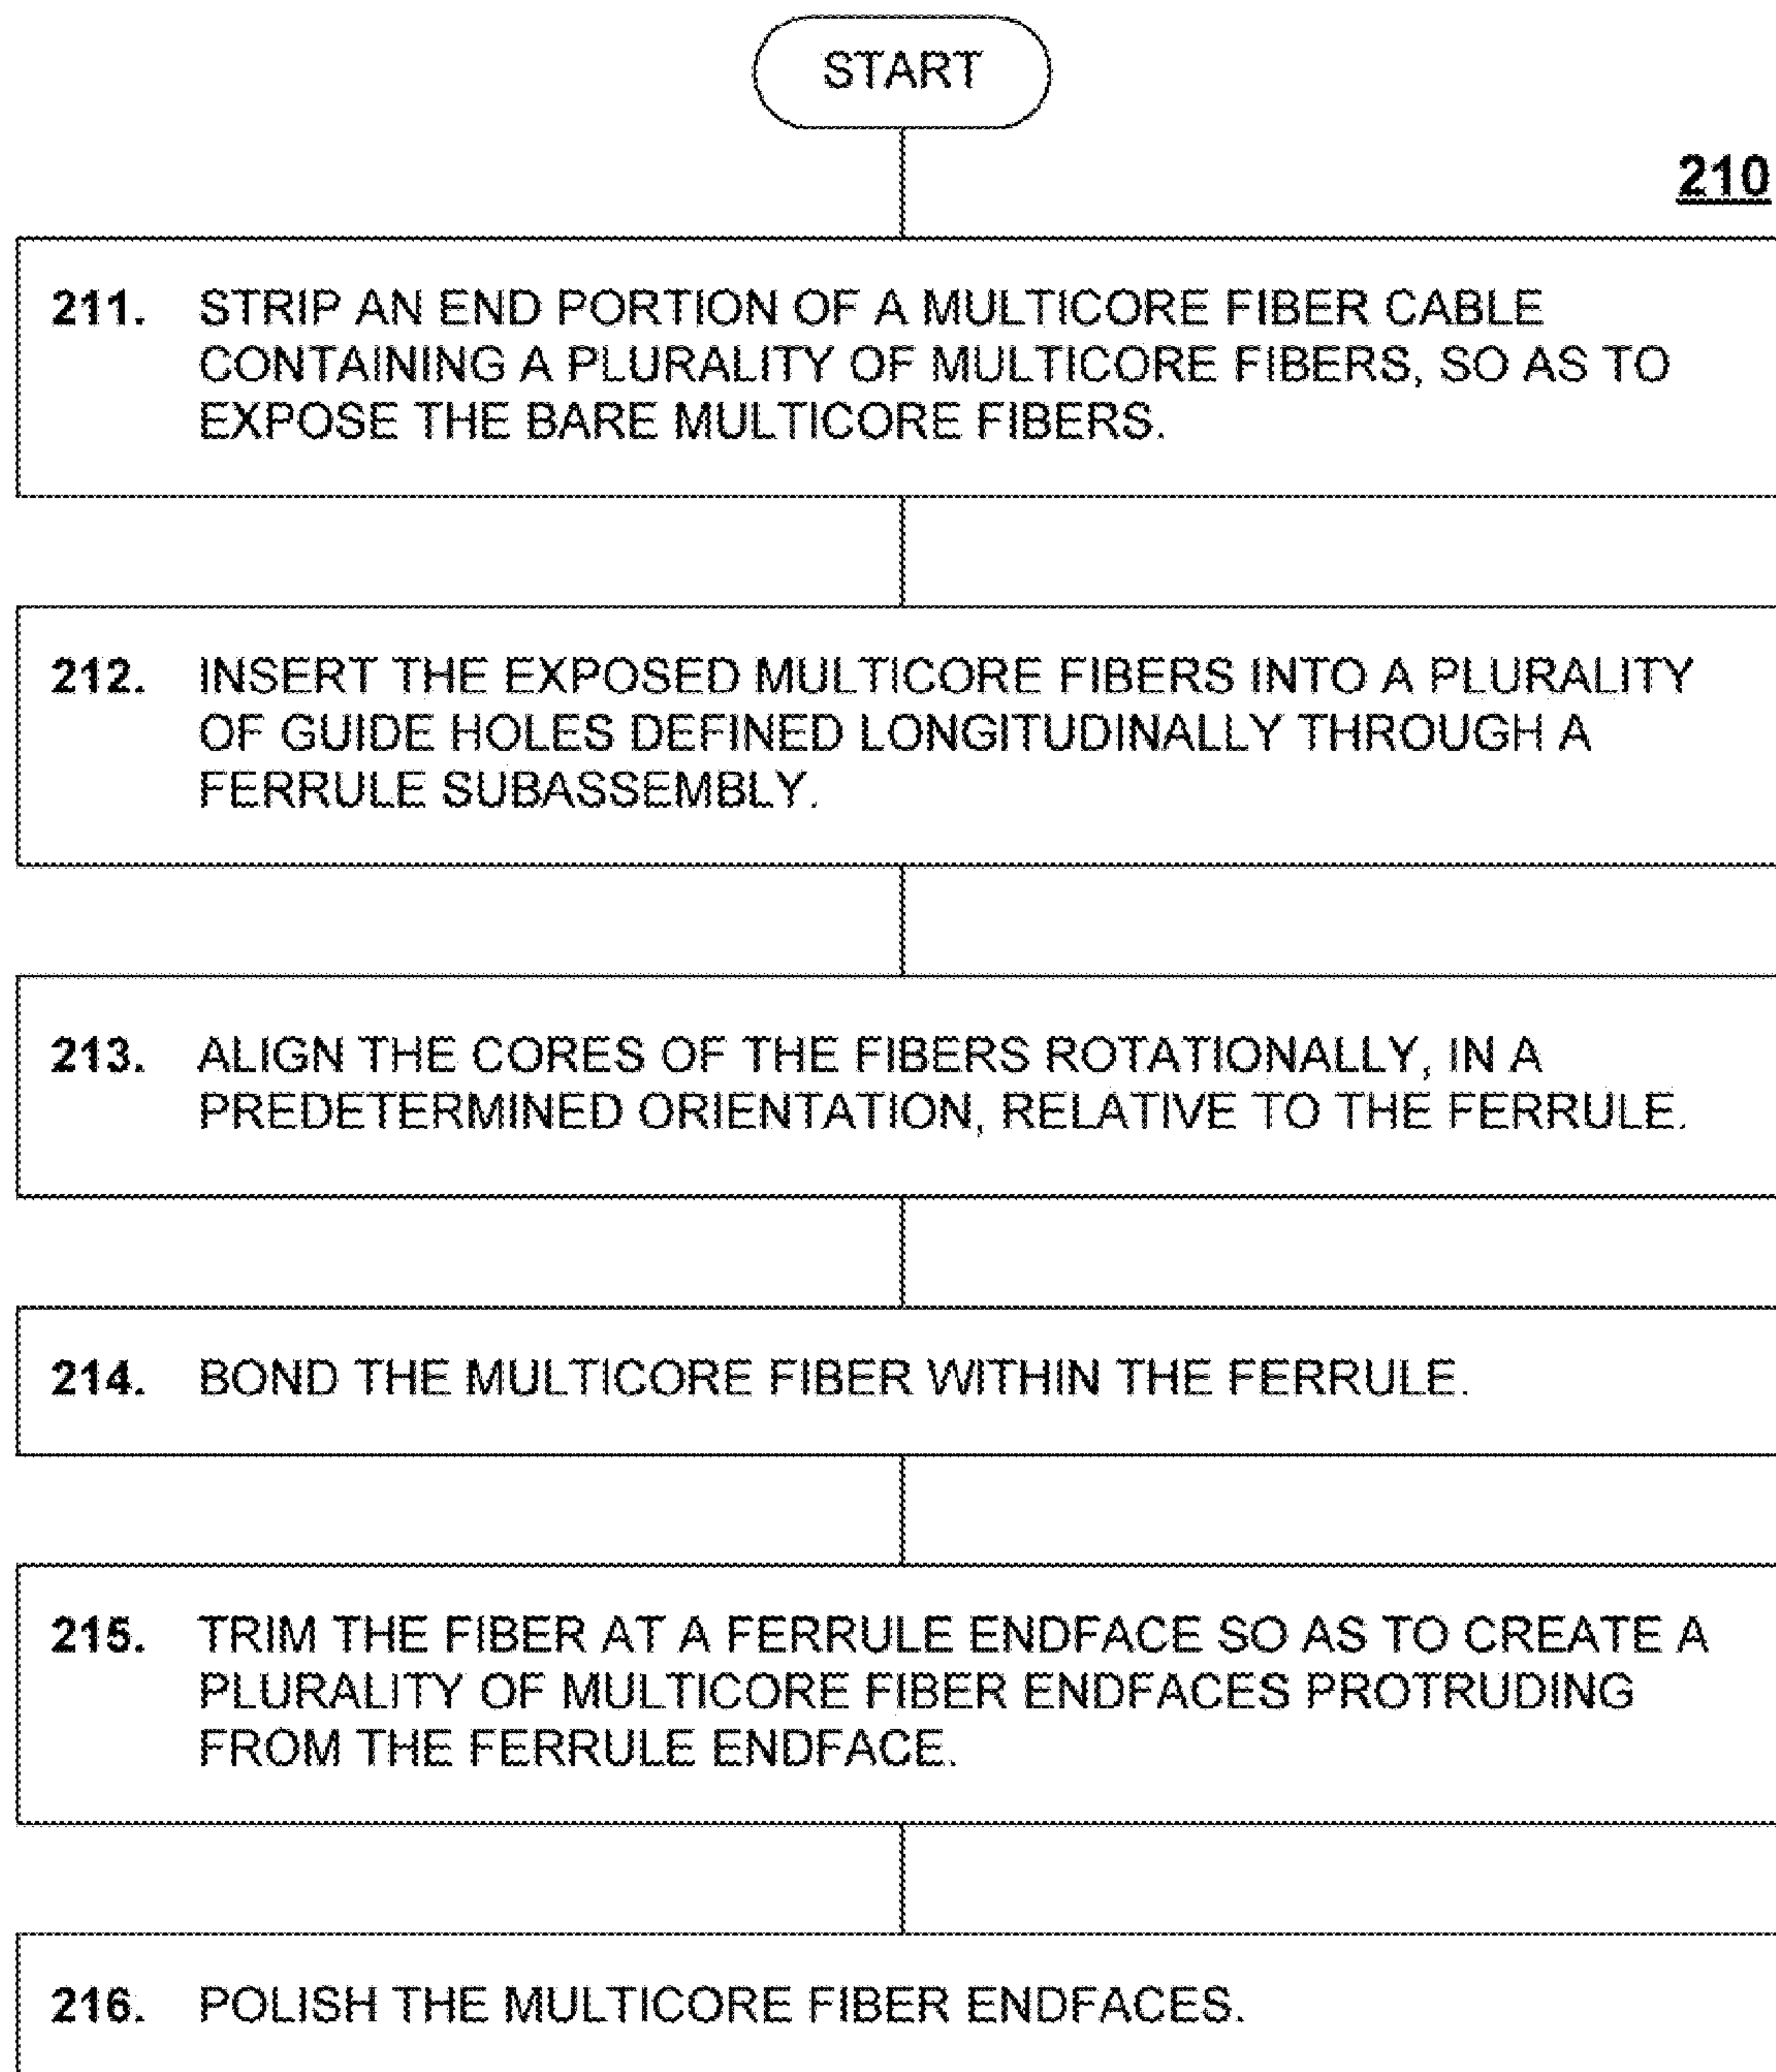 START
210
211. STRIP AN END PORTION OF A MULTICORE FIBER CABLE
CONTAINING A PLURALITY OF MULTICORE FIBERS, SO AS TO
EXPOSE THE BARE MULTICORE FIBERS.
212. INSERT THE EXPOSED MULTICORE FIBERS INTO A PLURALITY
OF GUIDE HOLES DEFINED LONGITUDINALLY THROUGH A
FERRULE SUBASSEMBLY.
213. ALIGN THE CORES OF THE FIBERS ROTATIONALLY, IN A
PREDETERMINED ORIENTATION, RELATIVE TO THE FERRULE.
214. BOND THE MULTICORE FIBER WITHIN THE FERRULE.
215. TRIM THE FIBER AT A FERRULE ENDFACE SO AS TO CREATE A
PLURALITY OF MULTICORE FIBER ENDFACES PROTRUDING
FROM THE FERRULE ENDFACE.
216. POLISH THE MULTICORE FIBER ENDFACES.